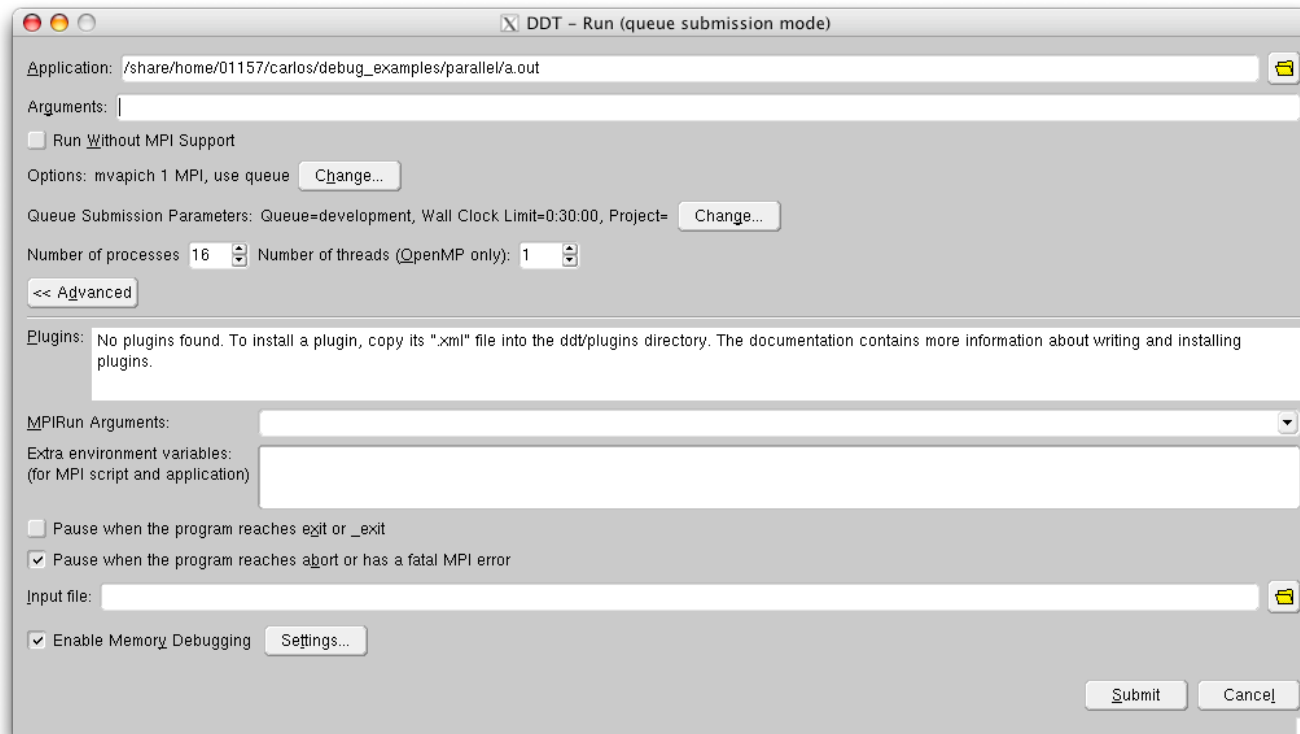 DDT - Run (queue submission mode)
Application: /share/home/01157/carlos/debug_examples/parallel/a.out
Arguments:
Run Without MPI Support
Options: mvapich 1 MPI, use queue Change...
Queue Submission Parameters: Queue=development, Wall Clock Limit=0:30:00, Project= Change...
Number of processes 16 Number of threads (OpenMP only): 1
<< Advanced
Plugins: No plugins found. To install a plugin, copy its ".xml" file into the ddt/plugins directory. The documentation contains more information about writing and installing
plugins.
MPIRun Arguments:
Extra environment variables:
(for MPI script and application)
Pause when the program reaches exit or _exit
Pause when the program reaches abort or has a fatal MPI error
Input file:
Enable Memory Debugging Settings...
Submit Cancel